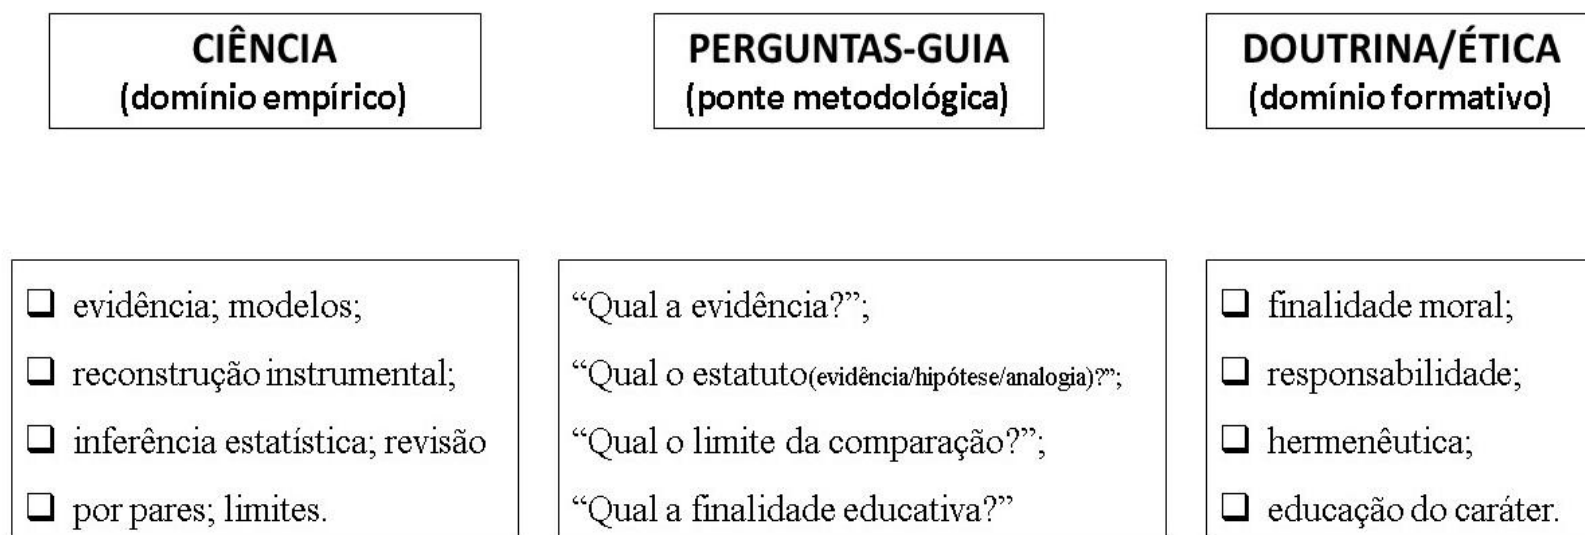 CIÊNCIA
(domínio empírico)
PERGUNTAS-GUIA
(ponte metodológica)
DOUTRINA/ÉTICA
(domínio formativo)
❑ evidência; modelos;
❑ reconstrução instrumental;
❑ inferência estatística; revisão
❑ por pares; limites.
“Qual a evidência?”;
“Qual o estatuto(evidência/hipótese/analogia)?”;
“Qual o limite da comparação?”;
“Qual a finalidade educativa?”
❑ finalidade moral;
❑ responsabilidade;
❑ hermenêutica;
❑ educação do caráter.